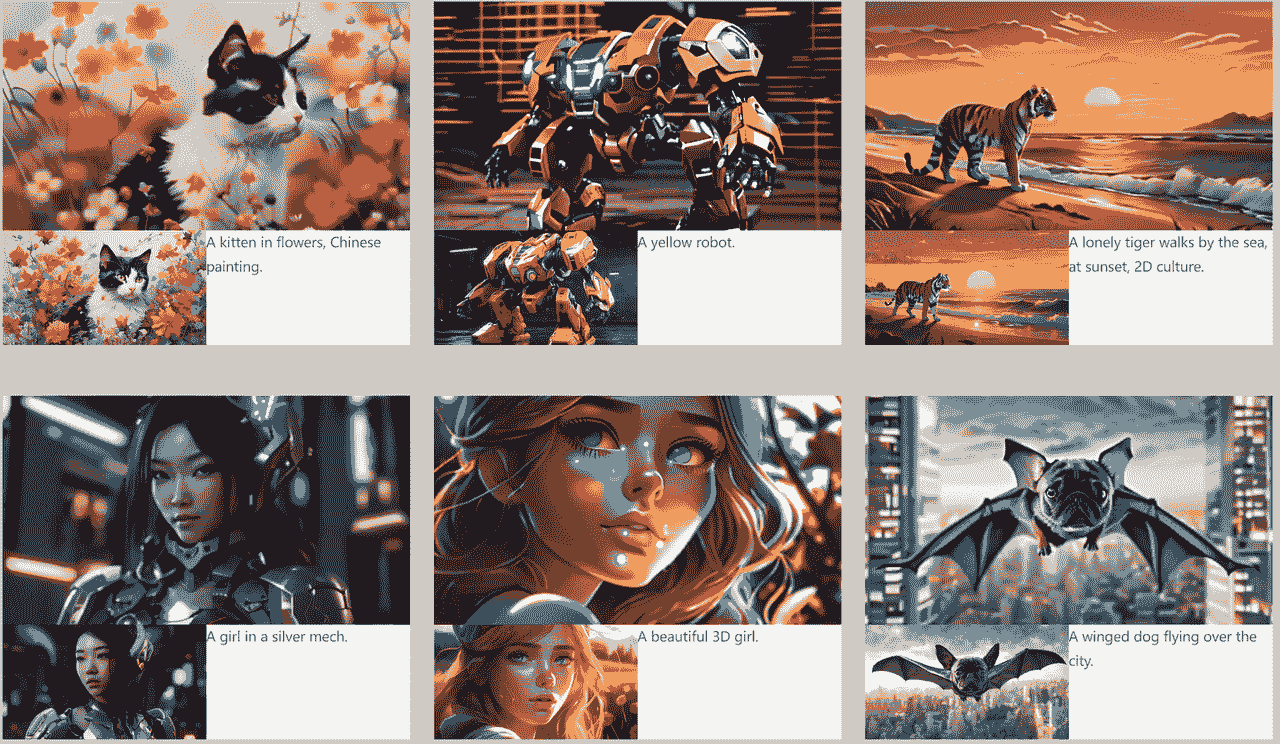 A kitten in flowers, Chinese
painting.
A yellow robot.
A lonely tiger walks by the sea,
at sunset, 2D culture.
A girl in a silver mech.
A beautiful 3D girl.
A winged dog flying over the
city.